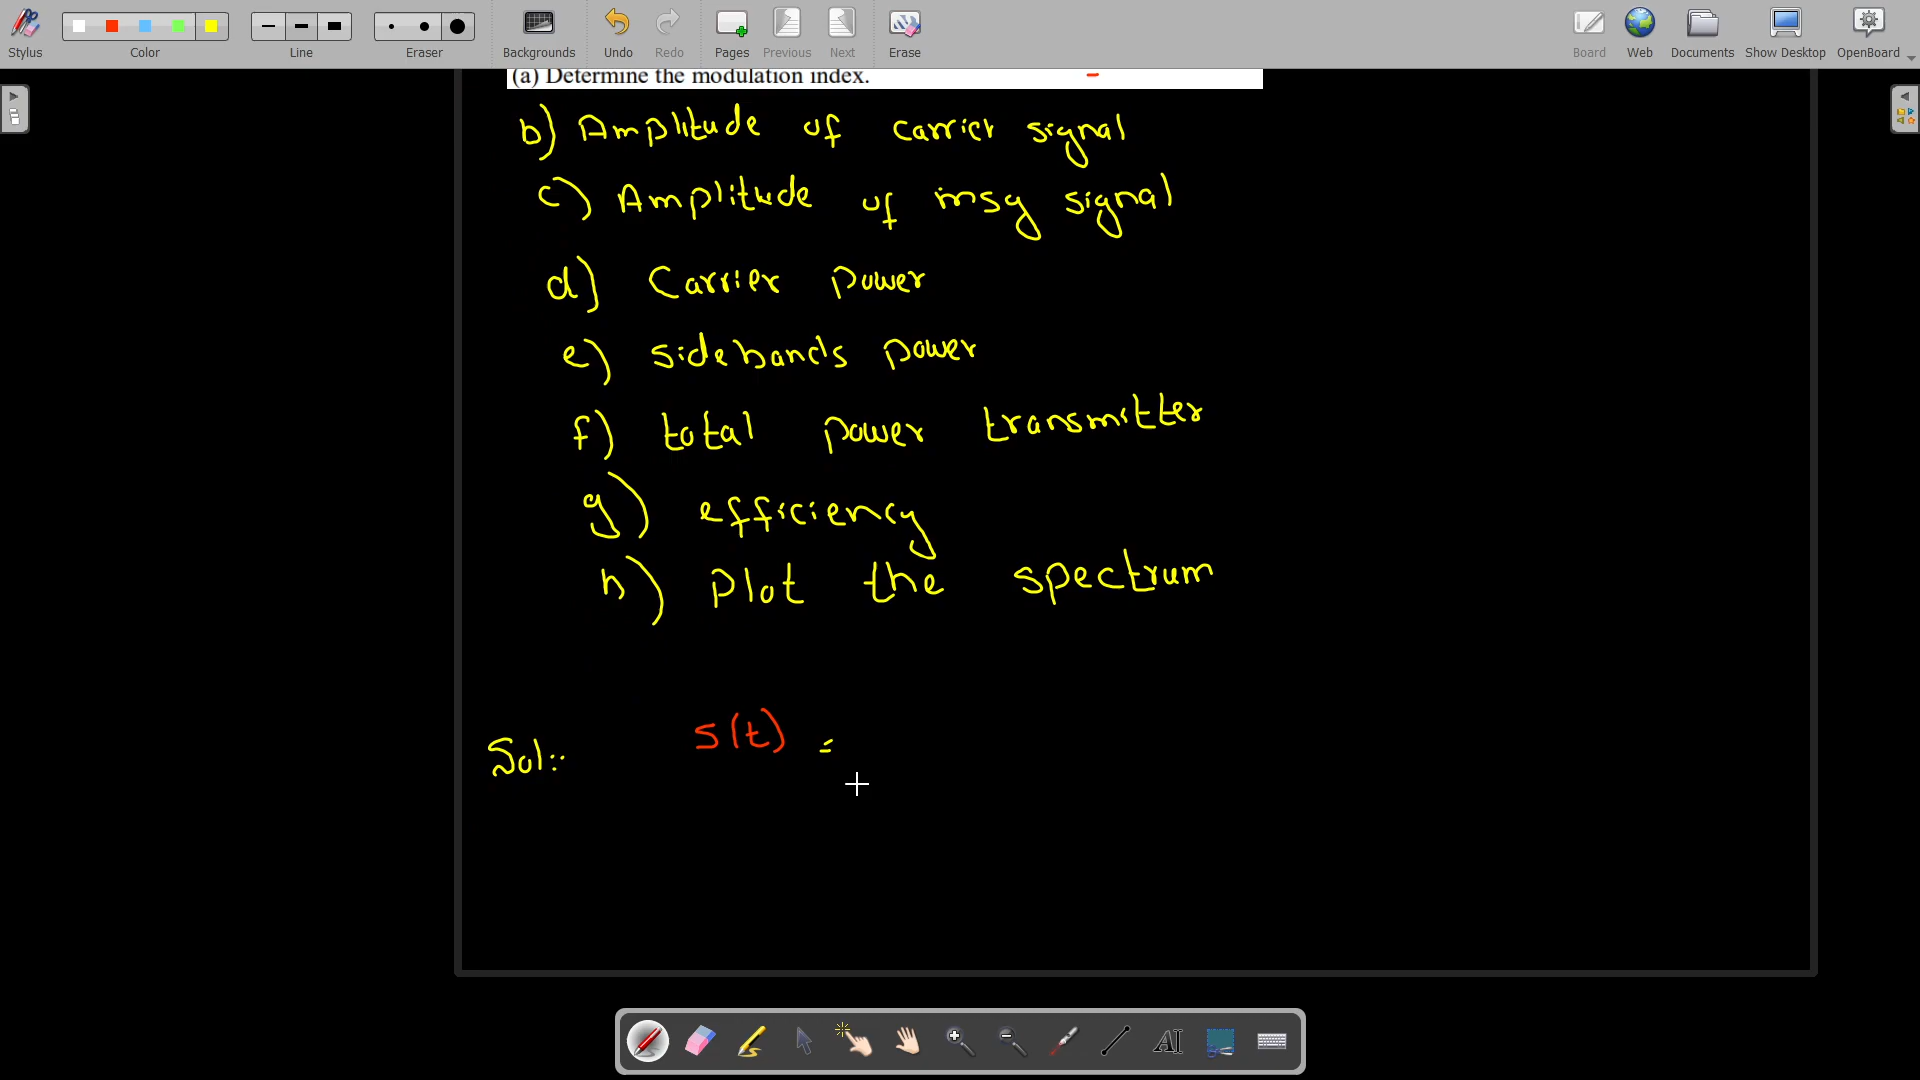 Stylus Color Line Eraser Backgrounds Undo Redo Pages Previous Next Erase Board Web Documents Show Desktop OpenBoard
(a) Determine the modulation index.
b) Amplitude of carrier signal
c) Amplitude of msg signal
d) Carrier power
e) sidebands power
f) total power transmitter
g) efficiency
h) Plot the spectrum
Sol:- S(t) =